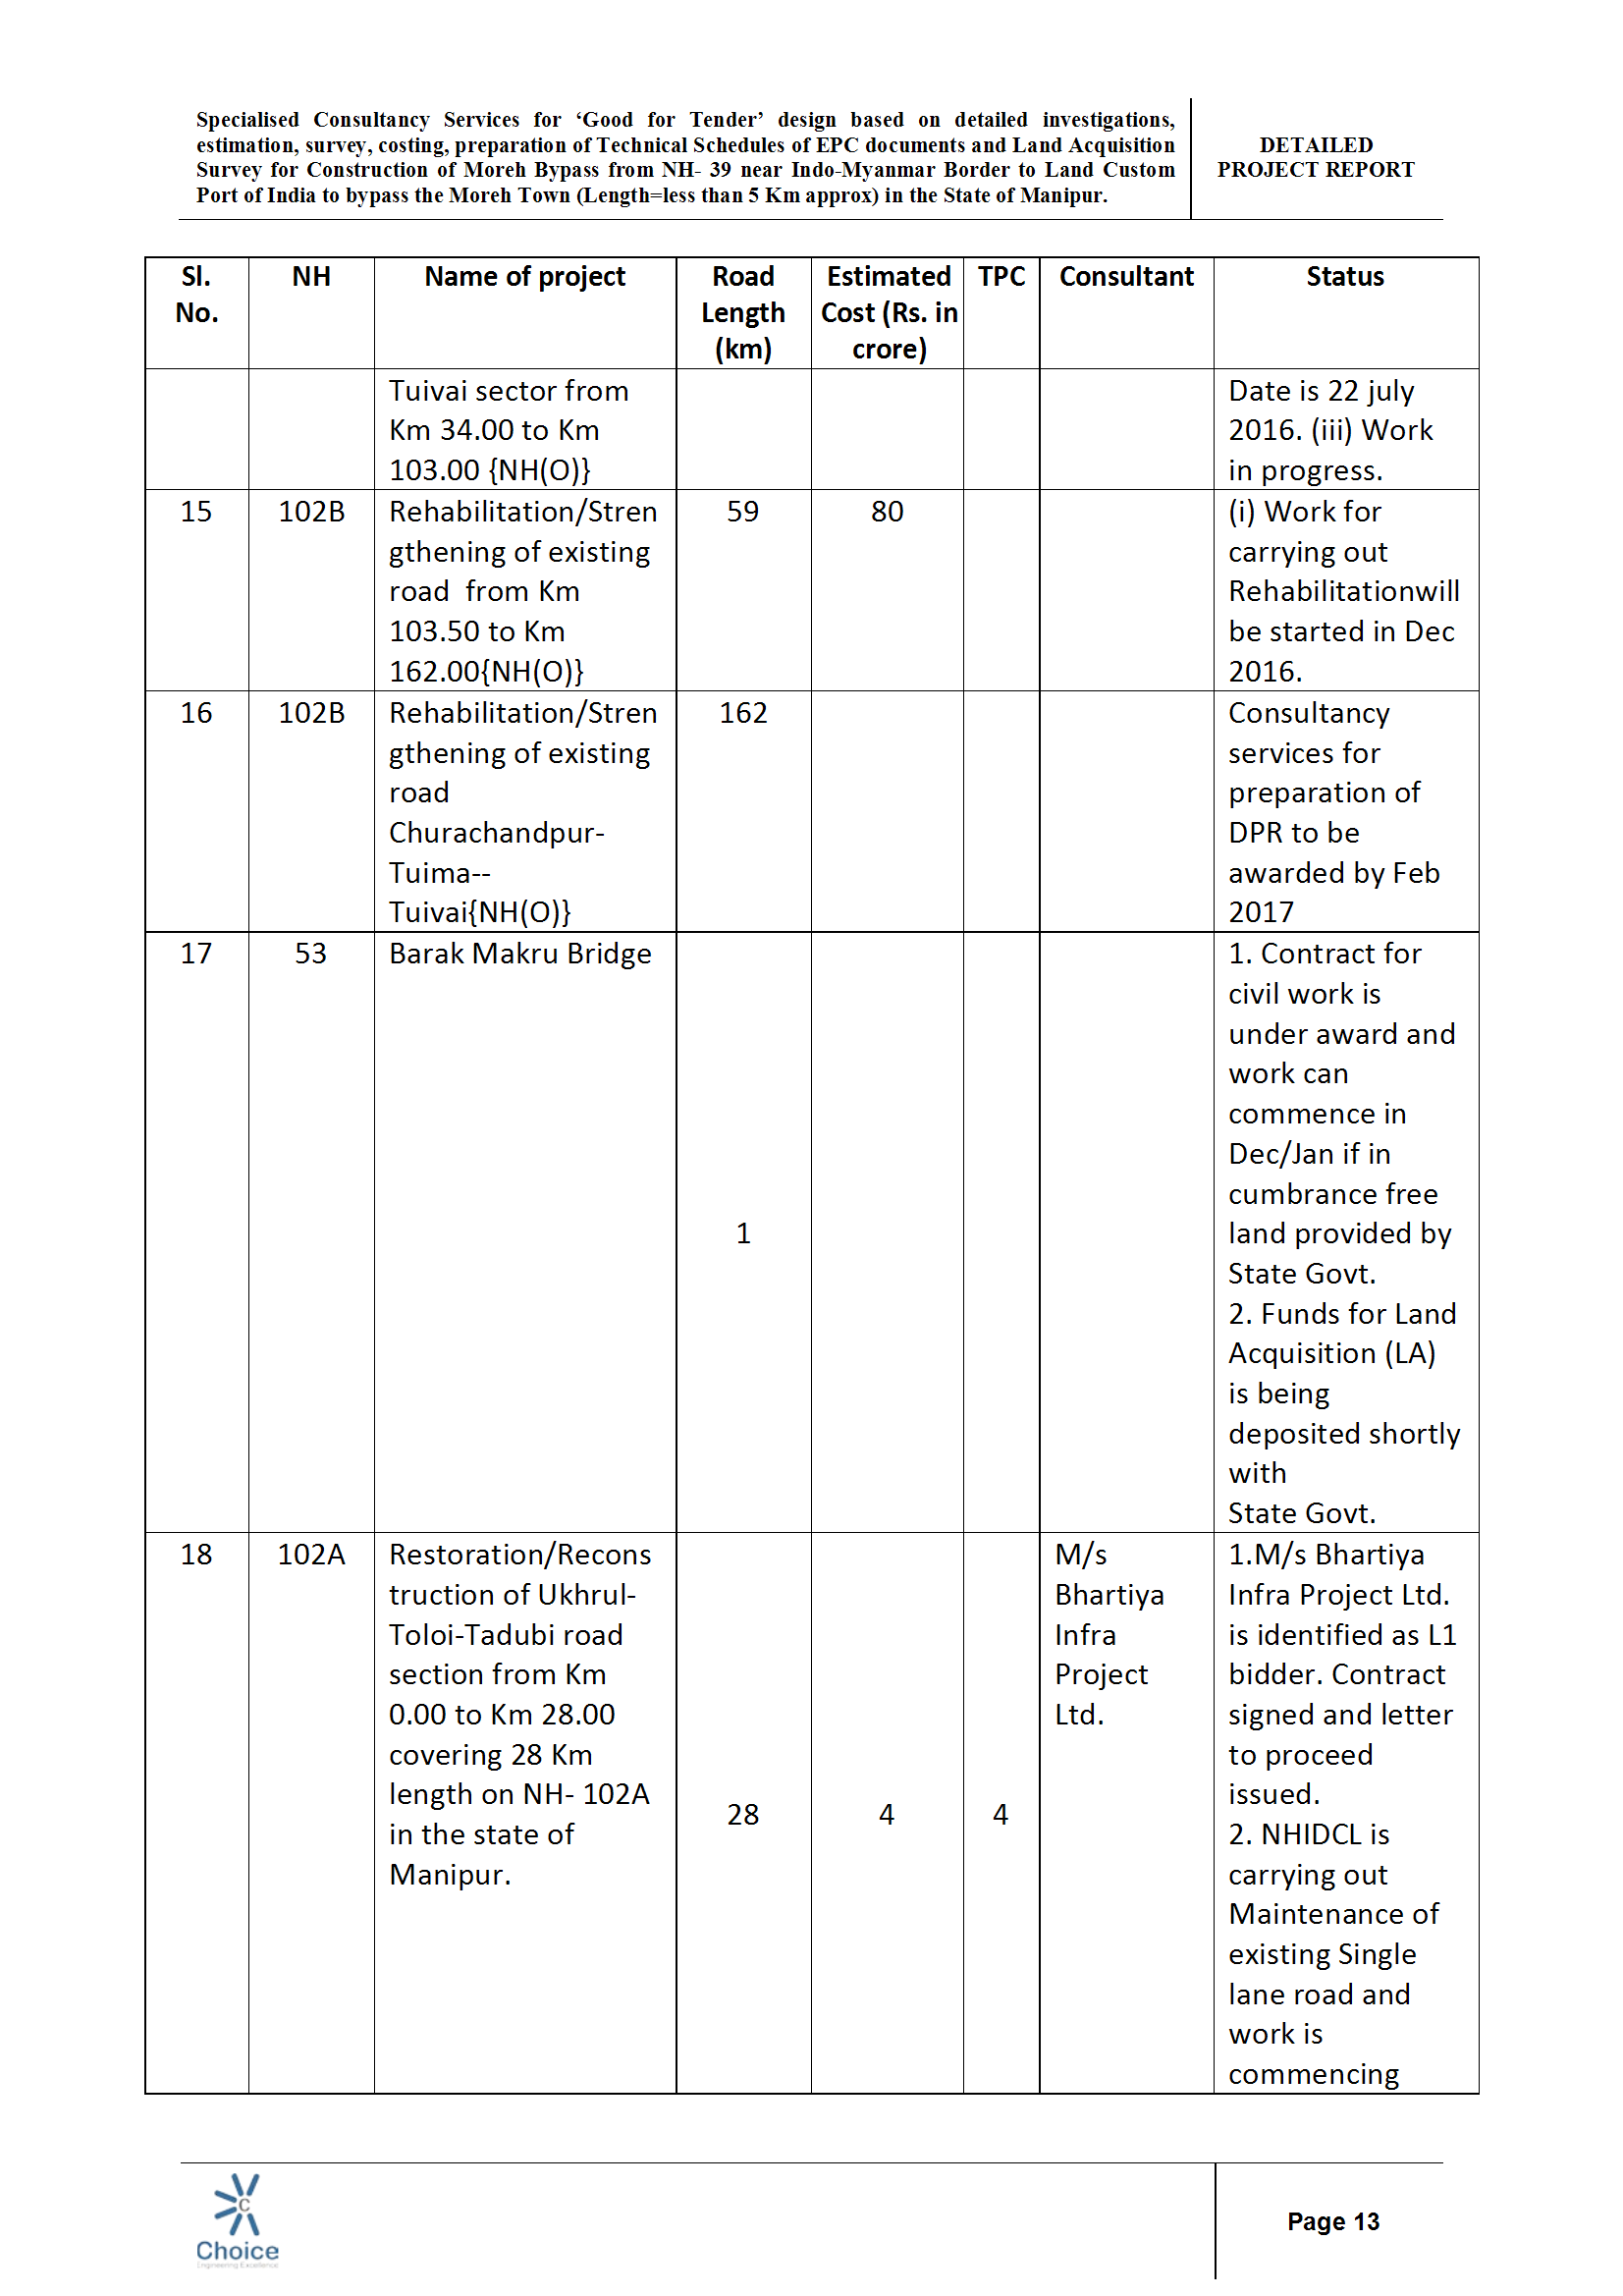 Specialised Consultancy Services for ‘Good for Tender’ design based on detailed investigations,
estimation, survey, costing, preparation of Technical Schedules of EPC documents and Land Acquisition
Survey for Construction of Moreh Bypass from NH- 39 near Indo-Myanmar Border to Land Custom
Port of India to bypass the Moreh Town (Length=less than 5 Km approx) in the State of Manipur.
DETAILED
PROJECT REPORT
Sl.
No.
NH
Name of project
Road
Length
(km)
Estimated
Cost (Rs. in
crore)
TPC
Consultant
Status
Tuivai sector from
Km 34.00 to Km
103.00 {NH(O)}
Date is 22 july
2016. (iii) Work
in progress.
15
102B
Rehabilitation/Stren
gthening of existing
road  from Km
103.50 to Km
162.00{NH(O)}
59
80
(i) Work for
carrying out
Rehabilitationwill
be started in Dec
2016.
16
102B
Rehabilitation/Stren
gthening of existing
road
Churachandpur-
Tuima--
Tuivai{NH(O)}
162
Consultancy
services for
preparation of
DPR to be
awarded by Feb
2017
17
53
Barak Makru Bridge
1
1. Contract for
civil work is
under award and
work can
commence in
Dec/Jan if in
cumbrance free
land provided by
State Govt.
2. Funds for Land
Acquisition (LA)
is being
deposited shortly
with
State Govt.
18
102A
Restoration/Recons
truction of Ukhrul-
Toloi-Tadubi road
section from Km
0.00 to Km 28.00
covering 28 Km
length on NH- 102A
in the state of
Manipur.
28
4
4
M/s
Bhartiya
Infra
Project
Ltd.
1.M/s Bhartiya
Infra Project Ltd.
is identified as L1
bidder. Contract
signed and letter
to proceed
issued.
2. NHIDCL is
carrying out
Maintenance of
existing Single
lane road and
work is
commencing
C
Choice
Engineering Excellence
Page 13